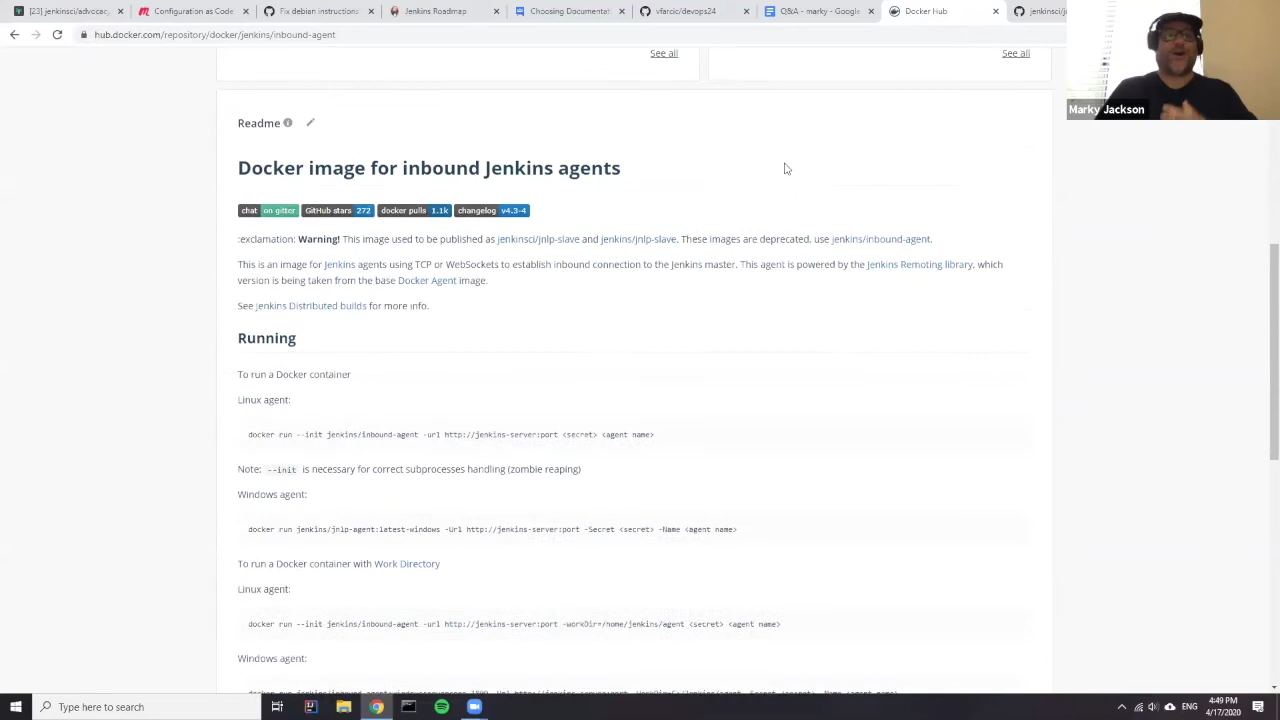 [23] jenkinsci/advocacy
Configuration as Code
Fix debian inbound
Jenkins Roadmap
Choosing Documentat
slide/jeps24
Q&A - marky - Google
Docker Hub
Jenkins/j
repository/docker/jenkins/inbound-
See all
See all
Marky Jackson
Readme
Docker image for inbound Jenkins agents
chat on gitter GitHub stars 272 docker pulls 1.1k changelog v4.3-4
:exclamation: Warning! This image used to be published as jenkinsci/jnlp-slave and jenkins/jnlp-slave. These images are deprecated, use jenkins/inbound-agent.
This is an image for Jenkins agents using TCP or WebSockets to establish inbound connection to the Jenkins master. This agent is powered by the Jenkins Remoting library, which
version is being taken from the base Docker Agent image.
See Jenkins Distributed builds for more info.
Running
To run a Docker container
Linux agent:
docker run --init jenkins/inbound-agent -url http://jenkins-server:port <secret> <agent name>
Note: --init is necessary for correct subprocesses handling (zombie reaping)
Windows agent:
docker run jenkins/jnlp-agent:latest-windows -Url http://jenkins-server:port -Secret <secret> -Name <agent name>
To run a Docker container with Work Directory
Linux agent:
docker run --init jenkins/inbound-agent -url http://jenkins-server:port -workDir=/home/jenkins/agent <secret> <agent name>
Windows agent:
Type here to search
ENG
4:49 PM
4/17/2020